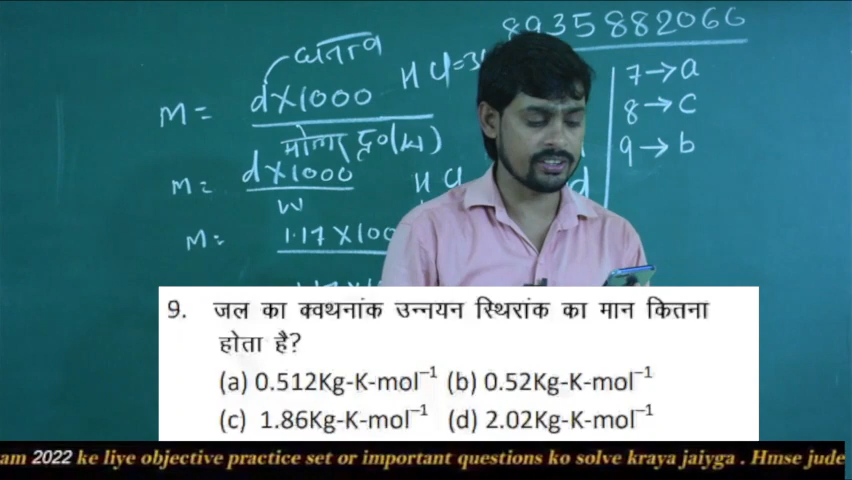 8935882066
घनत्व
M = d×1000
मोलर द्र०(w)
7→a
8→c
9→b
M = d×1000
w
M = 1.17×100
d
9. जल का क्वथनांक उन्नयन स्थिरांक का मान कितना
होता है?
(a) 0.512Kg-K-mol⁻¹ (b) 0.52Kg-K-mol⁻¹
(c) 1.86Kg-K-mol⁻¹ (d) 2.02Kg-K-mol⁻¹
am 2022 ke liye objective practice set or important questions ko solve kraya jaiyga . Hmse jude